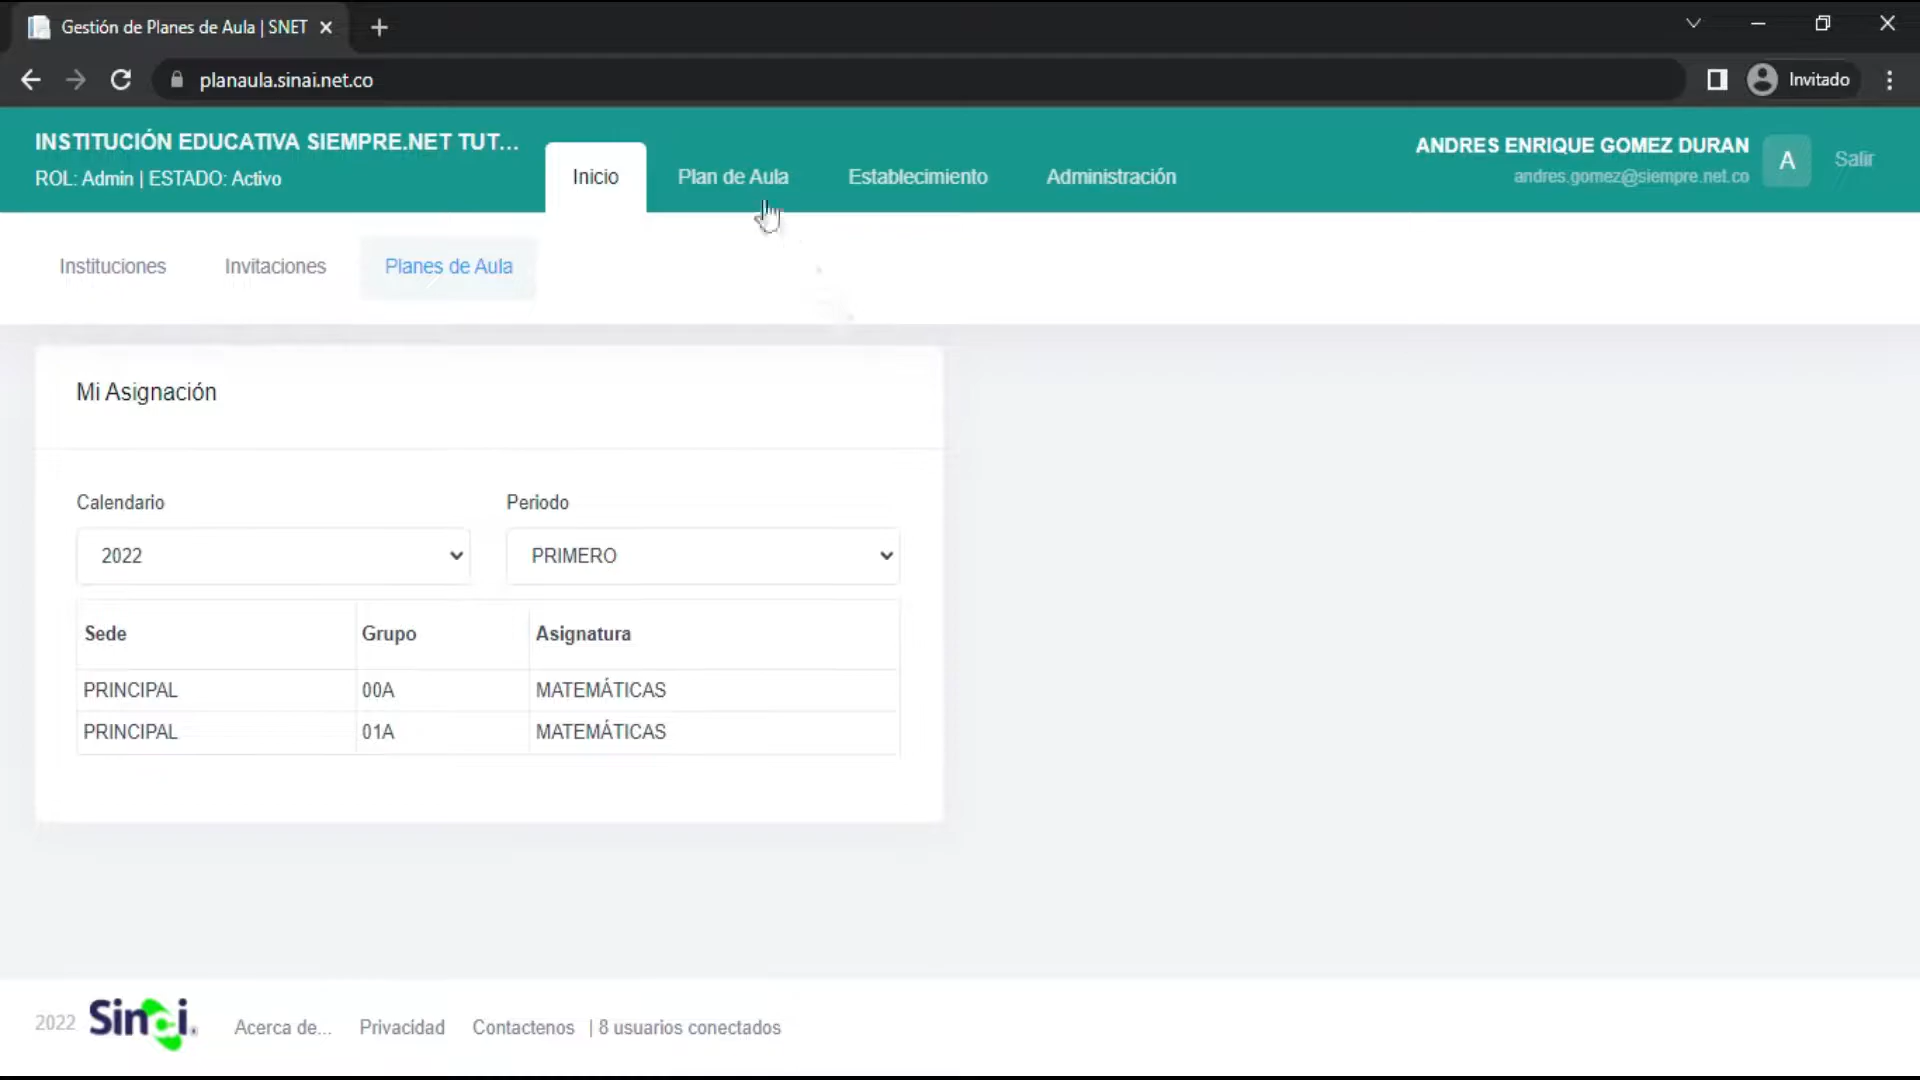 Gestión de Planes de Aula | SNET
planaula.sinai.net.co
Invitado
INSTITUCIÓN EDUCATIVA SIEMPRE.NET TUT...
ROL: Admin | ESTADO: Activo
Inicio
Plan de Aula
Establecimiento
Administración
ANDRES ENRIQUE GOMEZ DURAN
andres.gomez@siempre.net.co
A
Salir
Instituciones
Invitaciones
Planes de Aula
Mi Asignación
Calendario
Periodo
2022
PRIMERO
Sede Grupo Asignatura
PRINCIPAL 00A MATEMÁTICAS
PRINCIPAL 01A MATEMÁTICAS
2022
Sinai.
Acerca de...
Privacidad
Contactenos
| 8 usuarios conectados